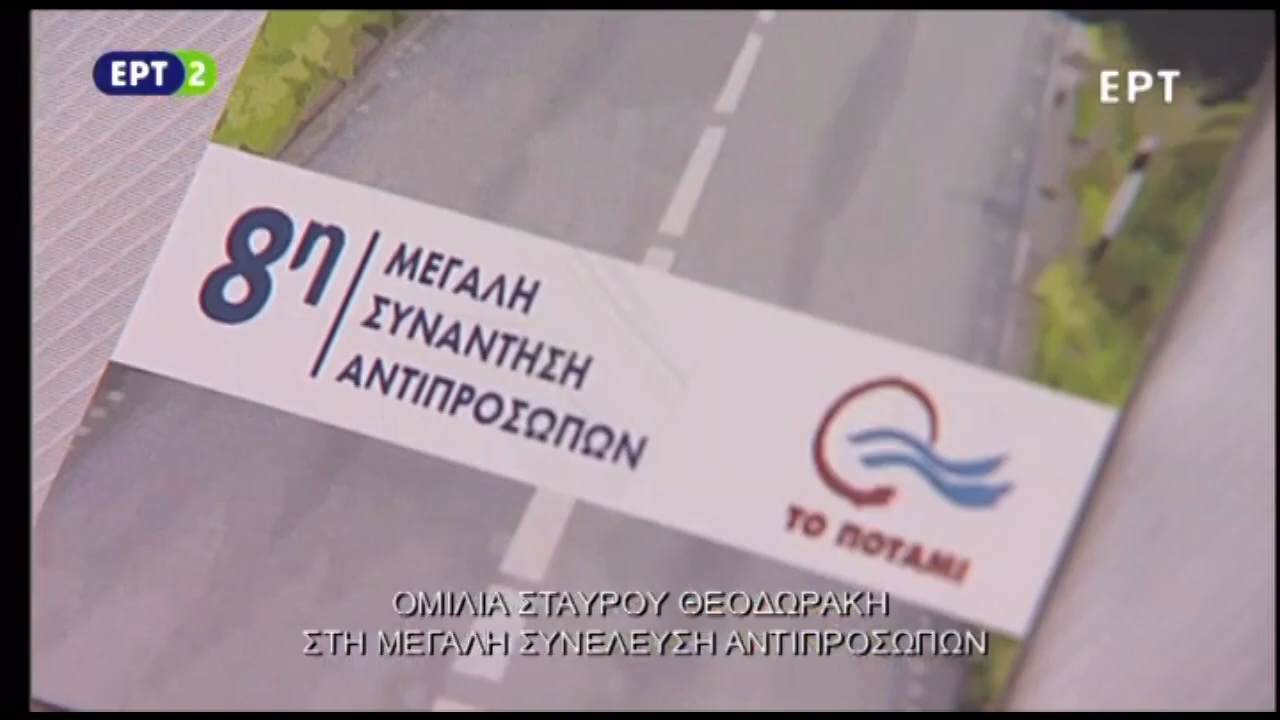 ΕΡΤ 2
ΕΡΤ
8η
ΜΕΓΑΛΗ
ΣΥΝΑΝΤΗΣΗ
ΑΝΤΙΠΡΟΣΩΠΩΝ
ΤΟ ΠΟΤΑΜΙ
ΟΜΙΛΙΑ ΣΤΑΥΡΟΥ ΘΕΟΔΩΡΑΚΗ
ΣΤΗ ΜΕΓΑΛΗ ΣΥΝΕΛΕΥΣΗ ΑΝΤΙΠΡΟΣΩΠΩΝ